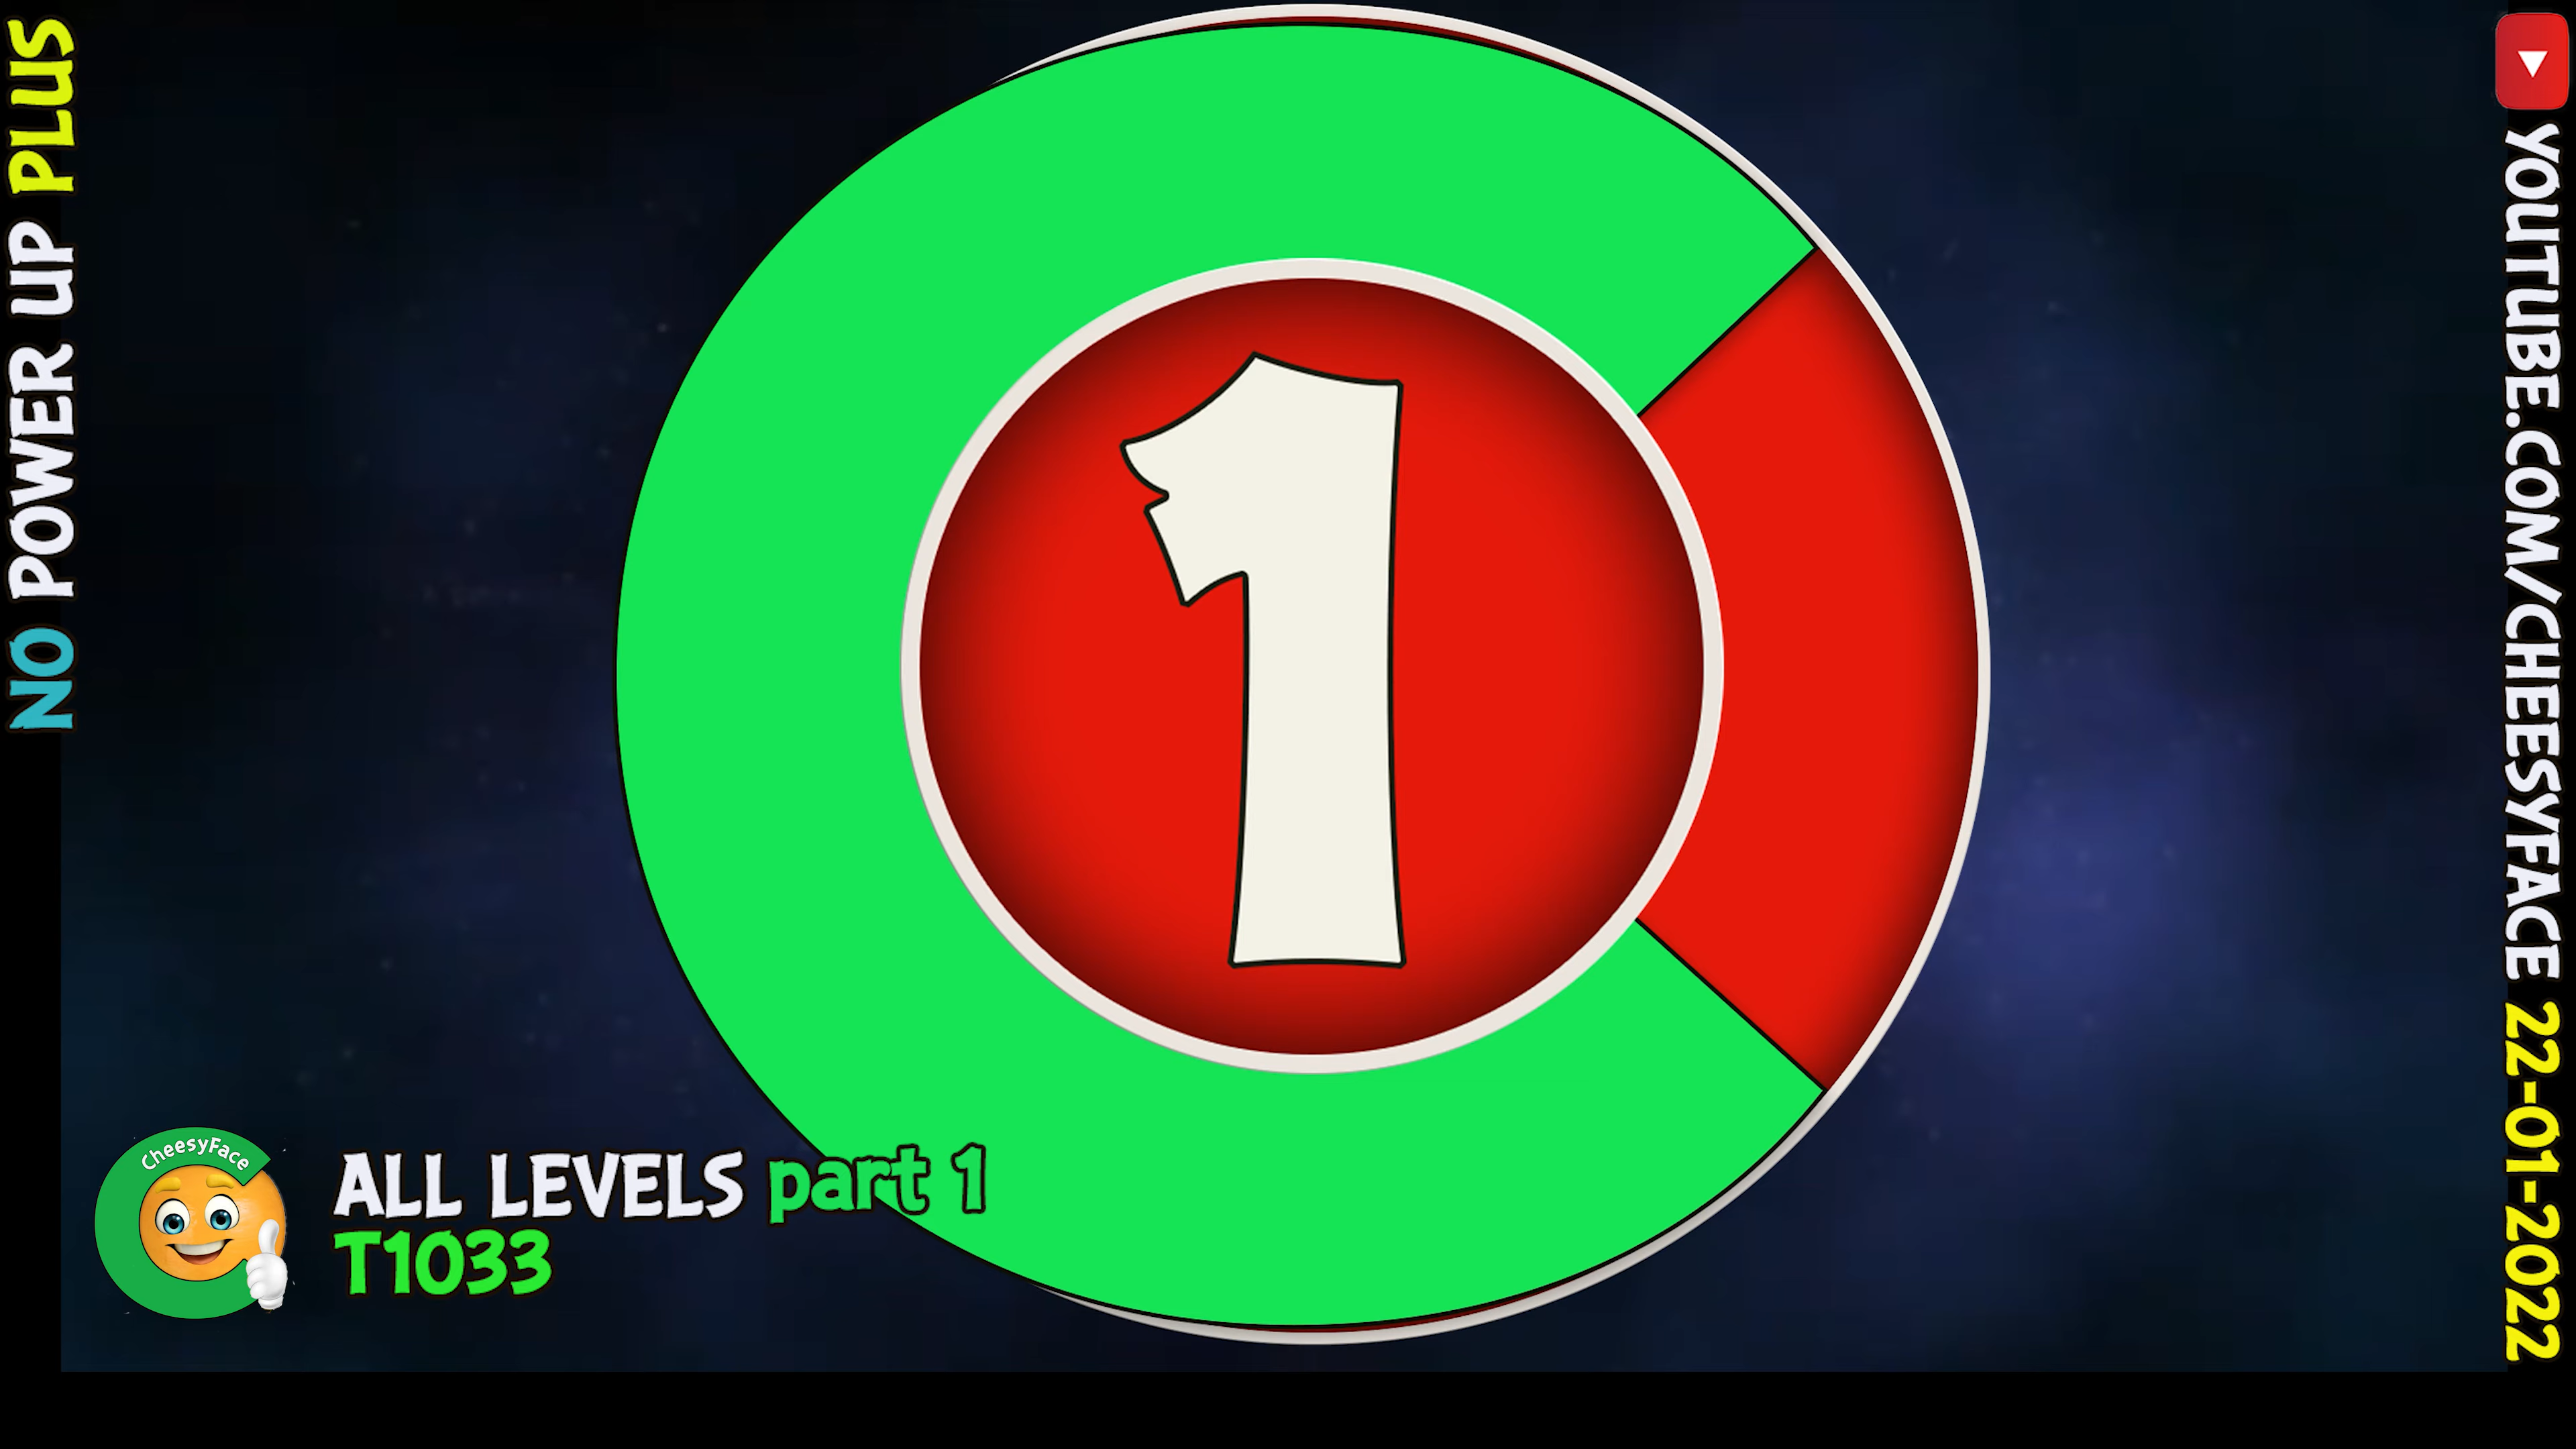 NO POWER UP PLUS
1
CheesyFace
ALL LEVELS part 1
T1033
YOUTUBE.COM/CHEESYFACE 22-01-2022